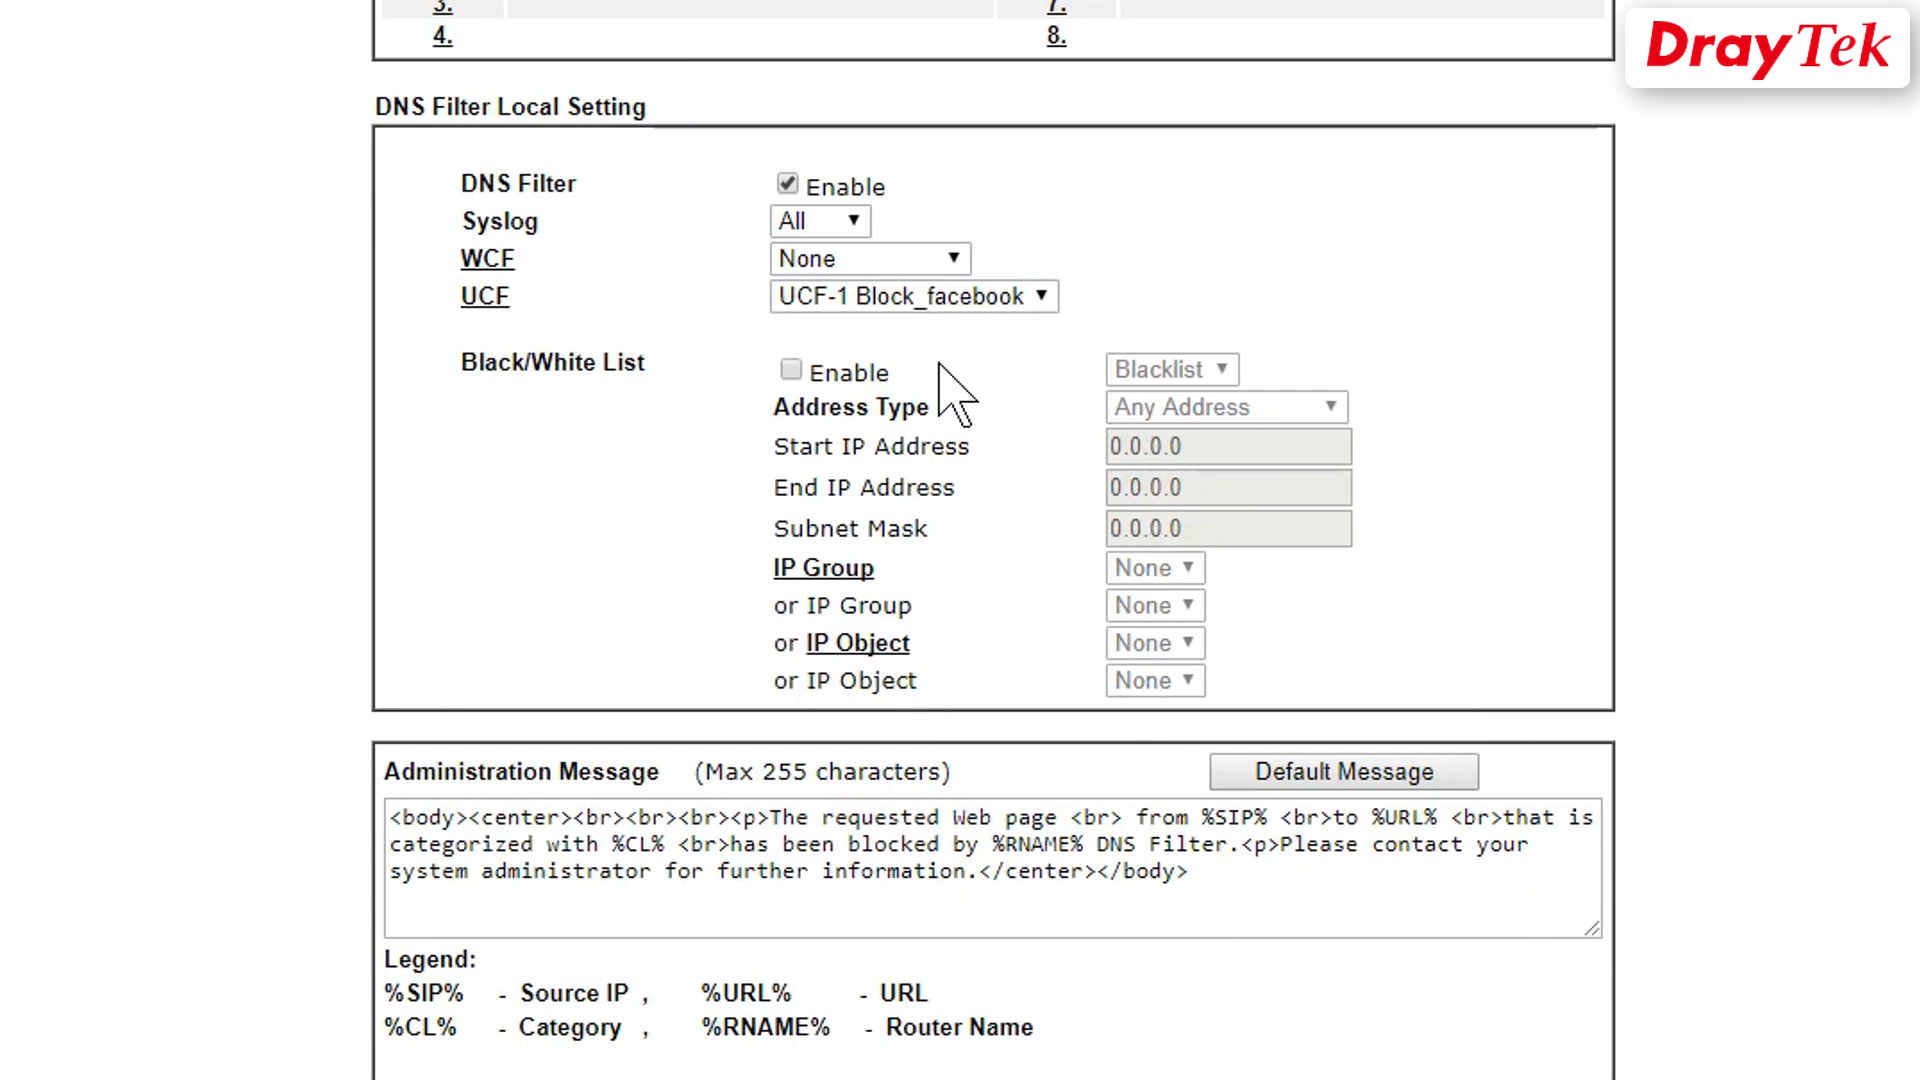 3. 7.
4. 8.
DrayTek
DNS Filter Local Setting
DNS Filter Enable
Syslog All
WCF None
UCF UCF-1 Block_facebook
Black/White List Enable Blacklist
Address Type Any Address
Start IP Address 0.0.0.0
End IP Address 0.0.0.0
Subnet Mask 0.0.0.0
IP Group None
or IP Group None
or IP Object None
or IP Object None
Administration Message (Max 255 characters) Default Message
<body><center><br><br><br><p>The requested Web page <br> from %SIP% <br>to %URL% <br>that is
categorized with %CL% <br>has been blocked by %RNAME% DNS Filter.<p>Please contact your
system administrator for further information.</center></body>
Legend:
%SIP% - Source IP , %URL% - URL
%CL% - Category , %RNAME% - Router Name